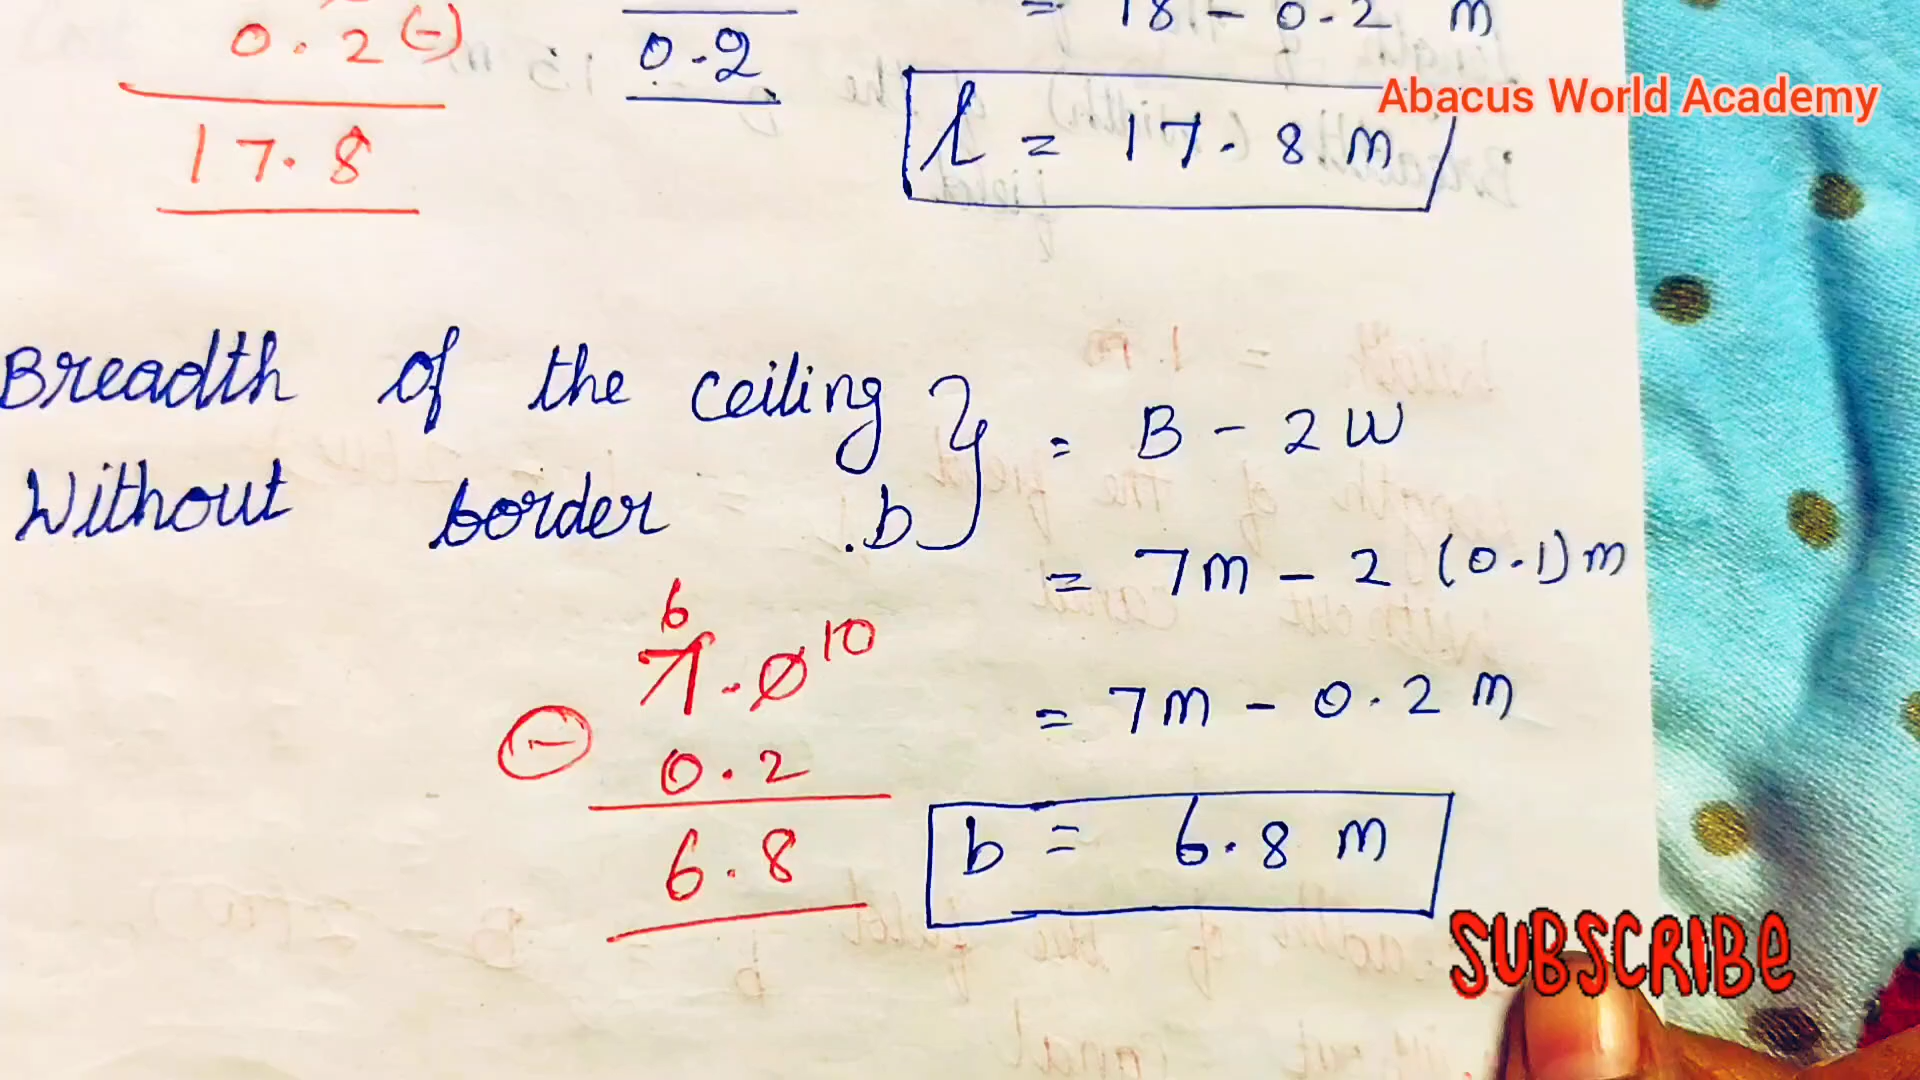 = 18 - 0.2 m
0.2 (-)
0.2
Abacus World Academy
17.8
l = 17.8 m
Breadth of the ceiling
Without border .b } = B - 2W
= 7m - 2 (0.1)m
6
7.0 10
= 7m - 0.2 m
(-) 0.2
6.8
b = 6.8 m
SUBSCRIBE